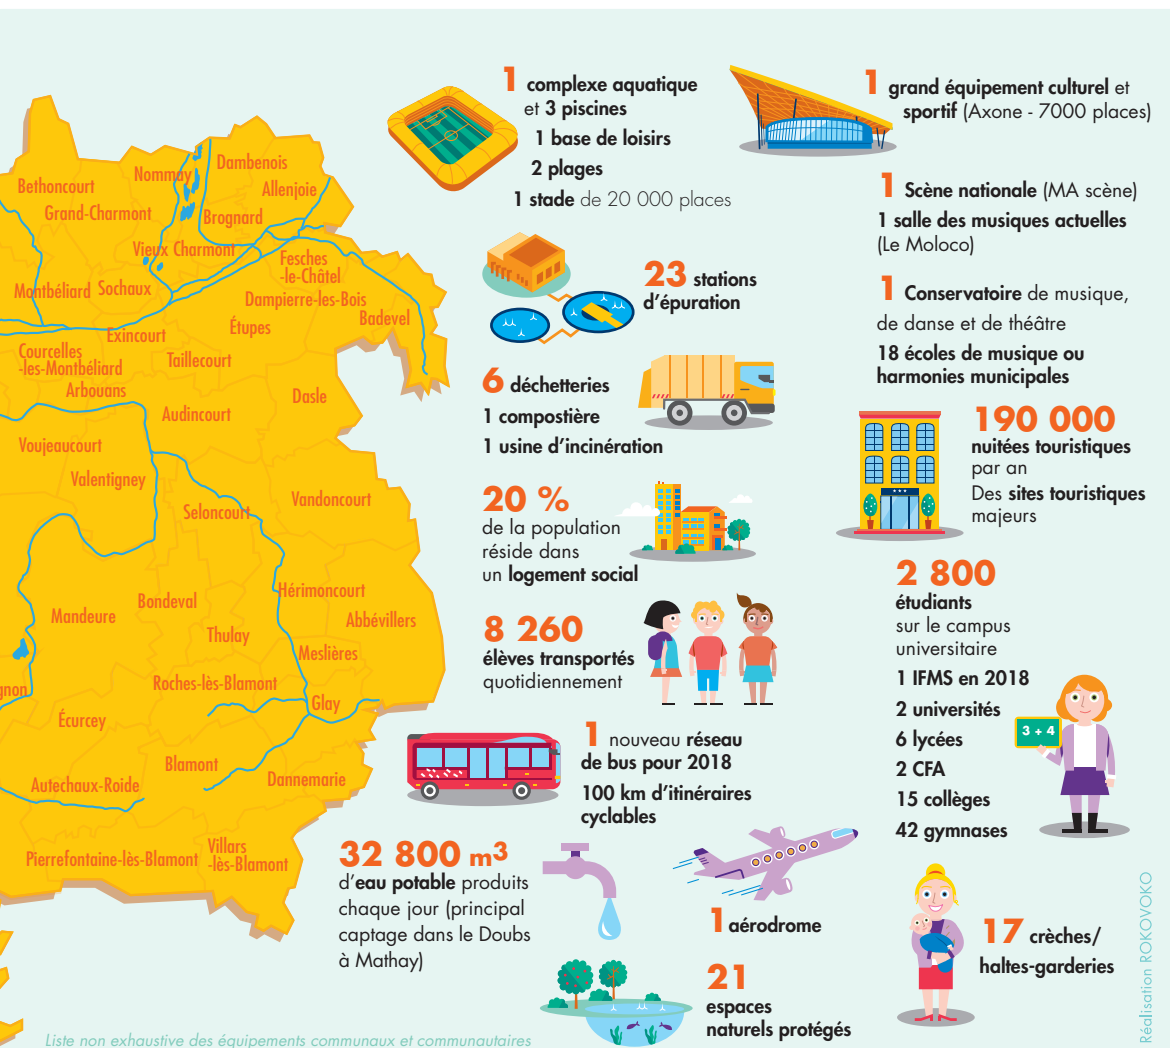 Bethoncourt
Nommay
Dambenois
Allenjoie
Grand-Charmont
Brognard
Vieux Charmont
Fesches
-le-Châtel
Montbéliard
Sochaux
Dampierre-les-Bois
Badevel
Exincourt
Étupes
Courcelles
-les-Montbéliard
Taillecourt
Arbouans
Dasle
Audincourt
Voujeaucourt
Valentigney
Vandoncourt
Seloncourt
Hérimoncourt
Bondeval
Mandeure
Abbévillers
Thulay
Meslières
Roches-lès-Blamont
gnon
Glay
Écurcey
Blamont
Dannemarie
Autechaux-Roide
Villars
-lès-Blamont
Pierrefontaine-lès-Blamont
1 complexe aquatique
et 3 piscines
1 base de loisirs
2 plages
1 stade de 20 000 places
23 stations
d'épuration
6 déchetteries
1 compostière
1 usine d'incinération
20 %
de la population
réside dans
un logement social
8 260
élèves transportés
quotidiennement
1 nouveau réseau
de bus pour 2018
100 km d'itinéraires
cyclables
32 800 m³
d'eau potable produits
chaque jour (principal
captage dans le Doubs
à Mathay)
1 aérodrome
21
espaces
naturels protégés
1 grand équipement culturel et
sportif (Axone - 7000 places)
1 Scène nationale (MA scène)
1 salle des musiques actuelles
(Le Moloco)
1 Conservatoire de musique,
de danse et de théâtre
18 écoles de musique ou
harmonies municipales
190 000
nuitées touristiques
par an
Des sites touristiques
majeurs
2 800
étudiants
sur le campus
universitaire
1 IFMS en 2018
2 universités
6 lycées
2 CFA
15 collèges
42 gymnases
3 + 4
17 crèches/
haltes-garderies
Réalisation ROKOVOKO
Liste non exhaustive des équipements communaux et communautaires